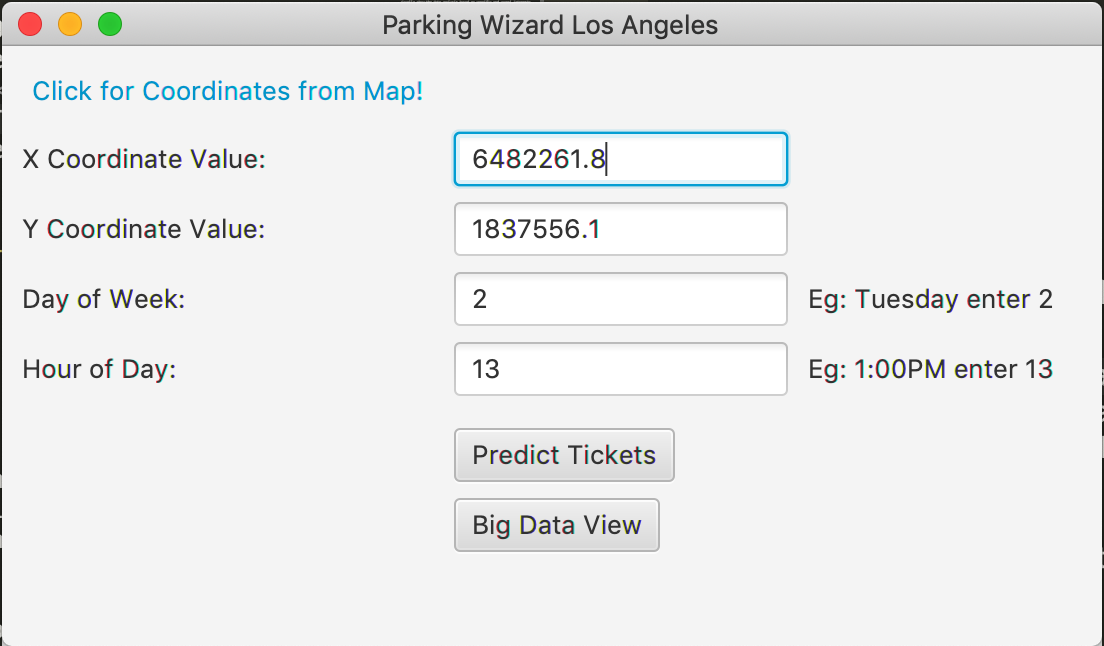 Parking Wizard Los Angeles
Click for Coordinates from Map!
X Coordinate Value: 6482261.8
Y Coordinate Value: 1837556.1
Day of Week: 2 Eg: Tuesday enter 2
Hour of Day: 13 Eg: 1:00PM enter 13
Predict Tickets
Big Data View